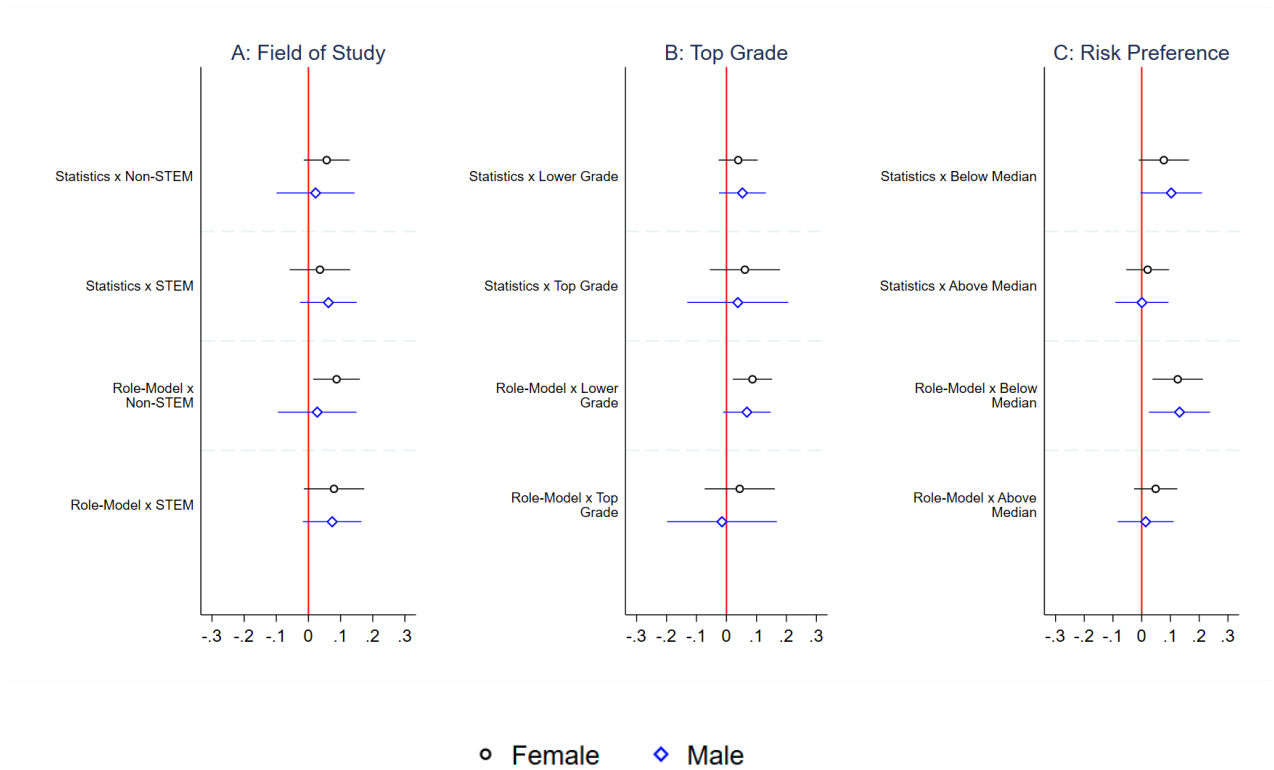 A: Field of Study
Statistics x Non-STEM
Statistics x STEM
Role-Model x
Non-STEM
Role-Model x STEM
-.3 -.2 -.1 0 .1 .2 .3
B: Top Grade
Statistics x Lower Grade
Statistics x Top Grade
Role-Model x Lower
Grade
Role-Model x Top
Grade
-.3 -.2 -.1 0 .1 .2 .3
C: Risk Preference
Statistics x Below Median
Statistics x Above Median
Role-Model x Below
Median
Role-Model x Above
Median
-.3 -.2 -.1 0 .1 .2 .3
Female Male